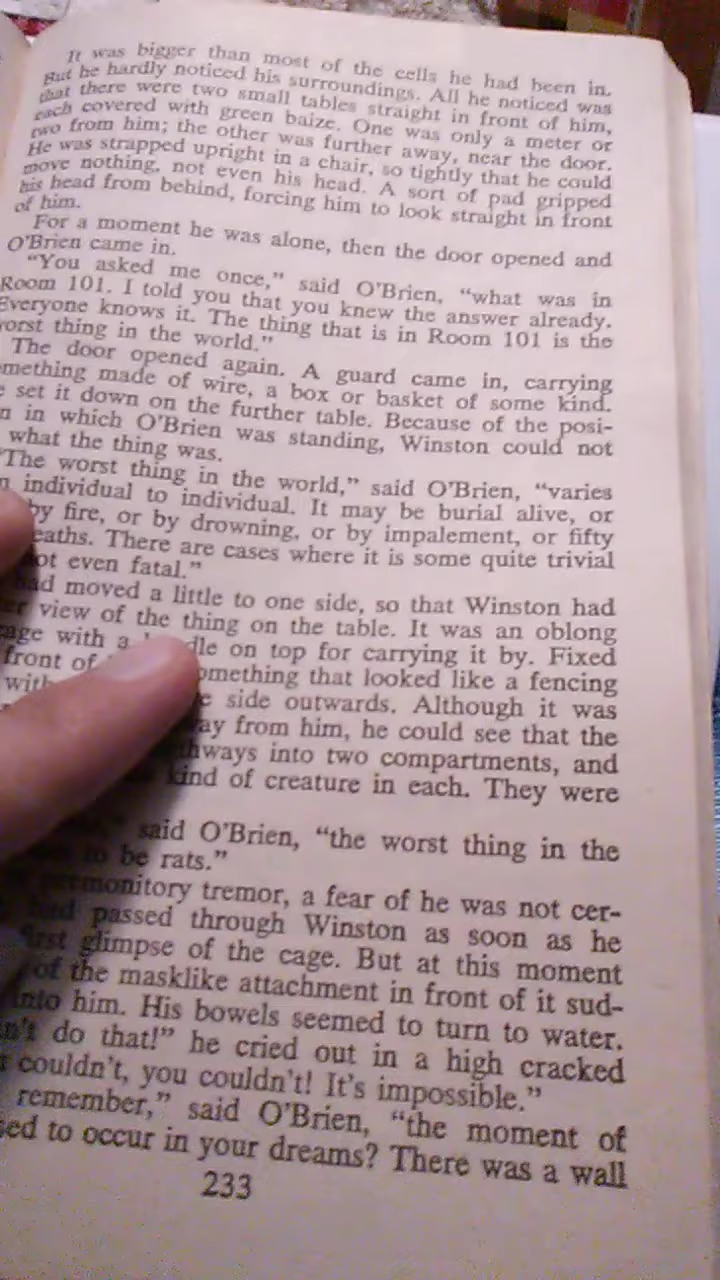 It was bigger than most of the cells he had been in.
But he hardly noticed his surroundings. All he noticed was
that there were two small tables straight in front of him,
each covered with green baize. One was only a meter or
two from him; the other was further away, near the door.
He was strapped upright in a chair, so tightly that he could
move nothing, not even his head. A sort of pad gripped
his head from behind, forcing him to look straight in front
of him.
For a moment he was alone, then the door opened and
O'Brien came in.
"You asked me once," said O'Brien, "what was in
Room 101. I told you that you knew the answer already.
Everyone knows it. The thing that is in Room 101 is the
worst thing in the world."
The door opened again. A guard came in, carrying
mething made of wire, a box or basket of some kind.
e set it down on the further table. Because of the posi-
n in which O'Brien was standing, Winston could not
what the thing was.
"The worst thing in the world," said O'Brien, "varies
n individual to individual. It may be burial alive, or
by fire, or by drowning, or by impalement, or fifty
eaths. There are cases where it is some quite trivial
ot even fatal."
had moved a little to one side, so that Winston had
er view of the thing on the table. It was an oblong
age with a dle on top for carrying it by. Fixed
front of omething that looked like a fencing
with e side outwards. Although it was
ay from him, he could see that the
thways into two compartments, and
kind of creature in each. They were
said O'Brien, "the worst thing in the
to be rats."
premonitory tremor, a fear of he was not cer-
had passed through Winston as soon as he
first glimpse of the cage. But at this moment
of the masklike attachment in front of it sud-
into him. His bowels seemed to turn to water.
n't do that!" he cried out in a high cracked
couldn't, you couldn't! It's impossible."
remember," said O'Brien, "the moment of
sed to occur in your dreams? There was a wall
233